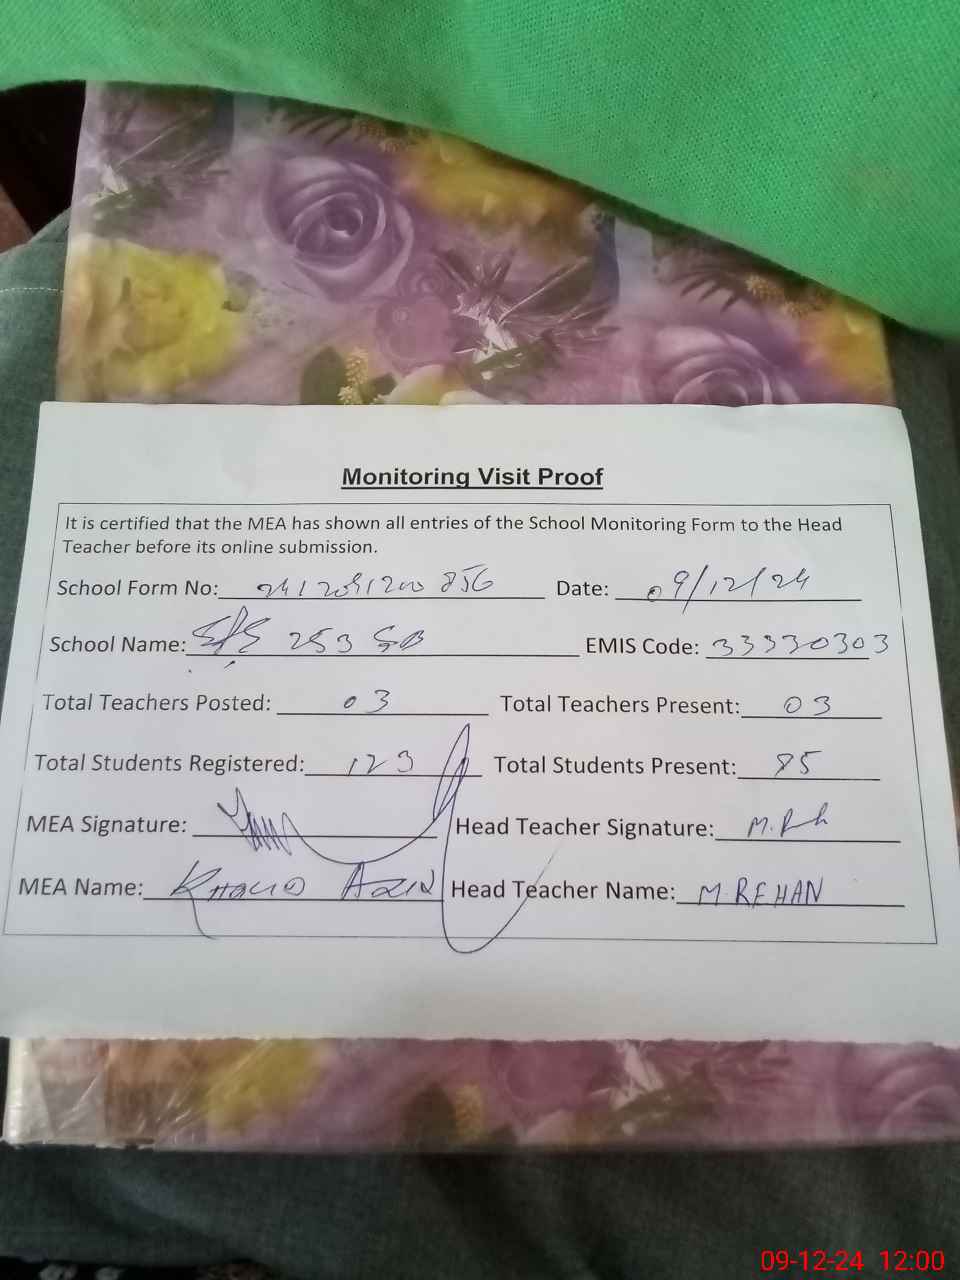 Monitoring Visit Proof
It is certified that the MEA has shown all entries of the School Monitoring Form to the Head
Teacher before its online submission.
School Form No: Date: 09/12/24
School Name: 253 EMIS Code: 33330303
Total Teachers Posted: 03 Total Teachers Present: 03
Total Students Registered: 123 Total Students Present: 85
MEA Signature: Head Teacher Signature:
MEA Name: KHALID Head Teacher Name: M. REHAN
09-12-24 12:00